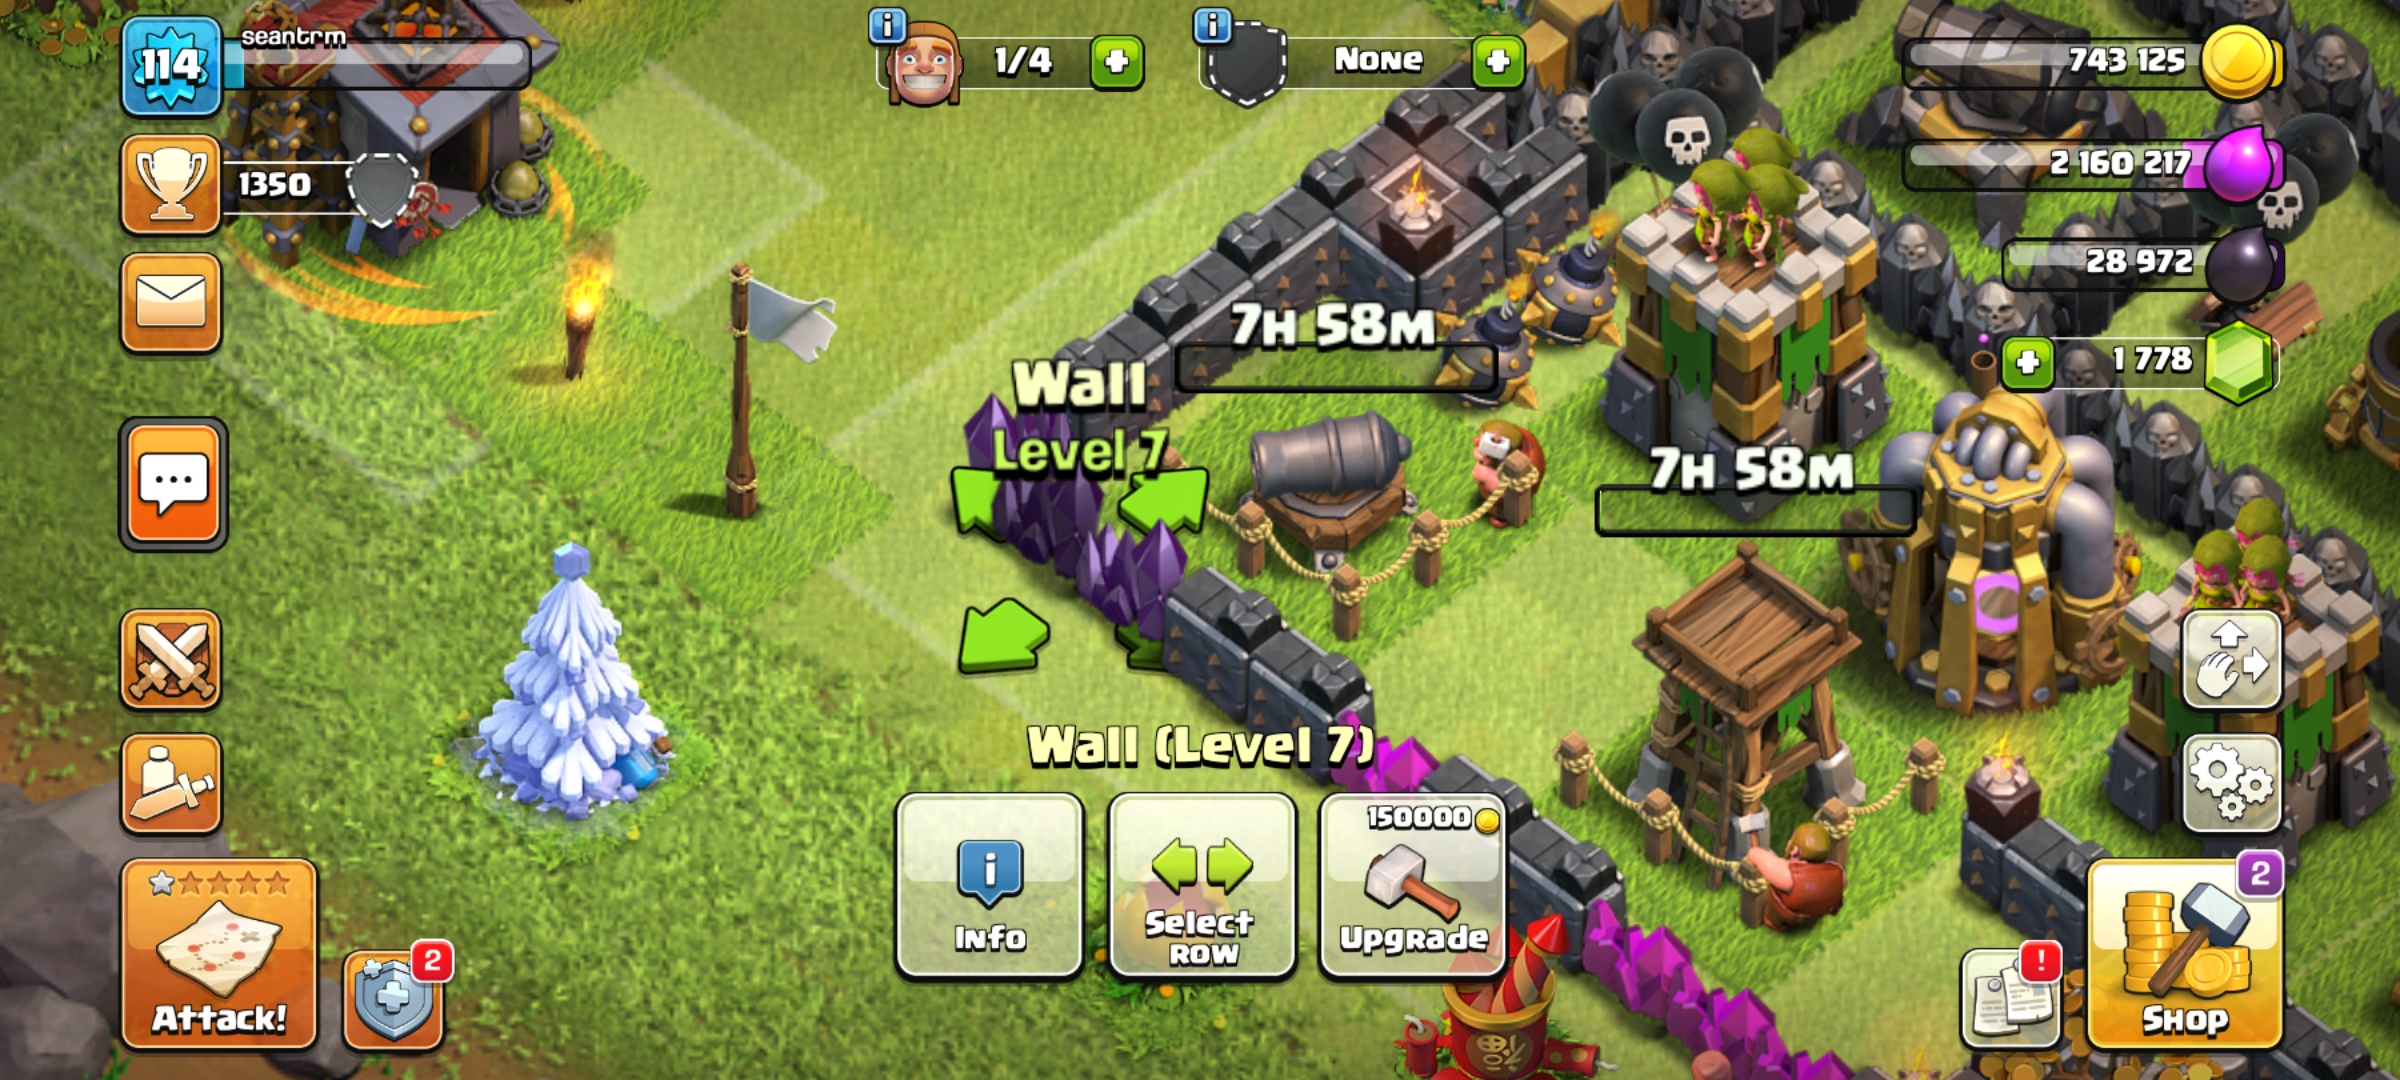 114
seantrm
1/4
None
743 125
1350
2 160 217
28 972
1 778
7H 58M
Wall
Level 7
7H 58M
Wall (Level 7)
Info
Select
Row
150000
Upgrade
Attack!
2
!
2
Shop
福